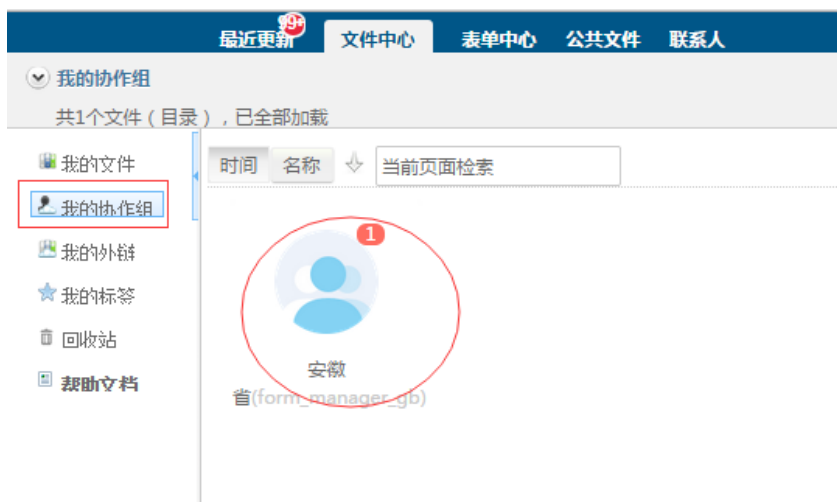 最近更新 99+ 文件中心 表单中心 公共文件 联系人
我的协作组
共1个文件（目录），已全部加载
我的文件
我的协作组
我的外链
我的标签
回收站
帮助文档
时间 名称 当前页面检索
1
安徽
省(form_manager_gb)